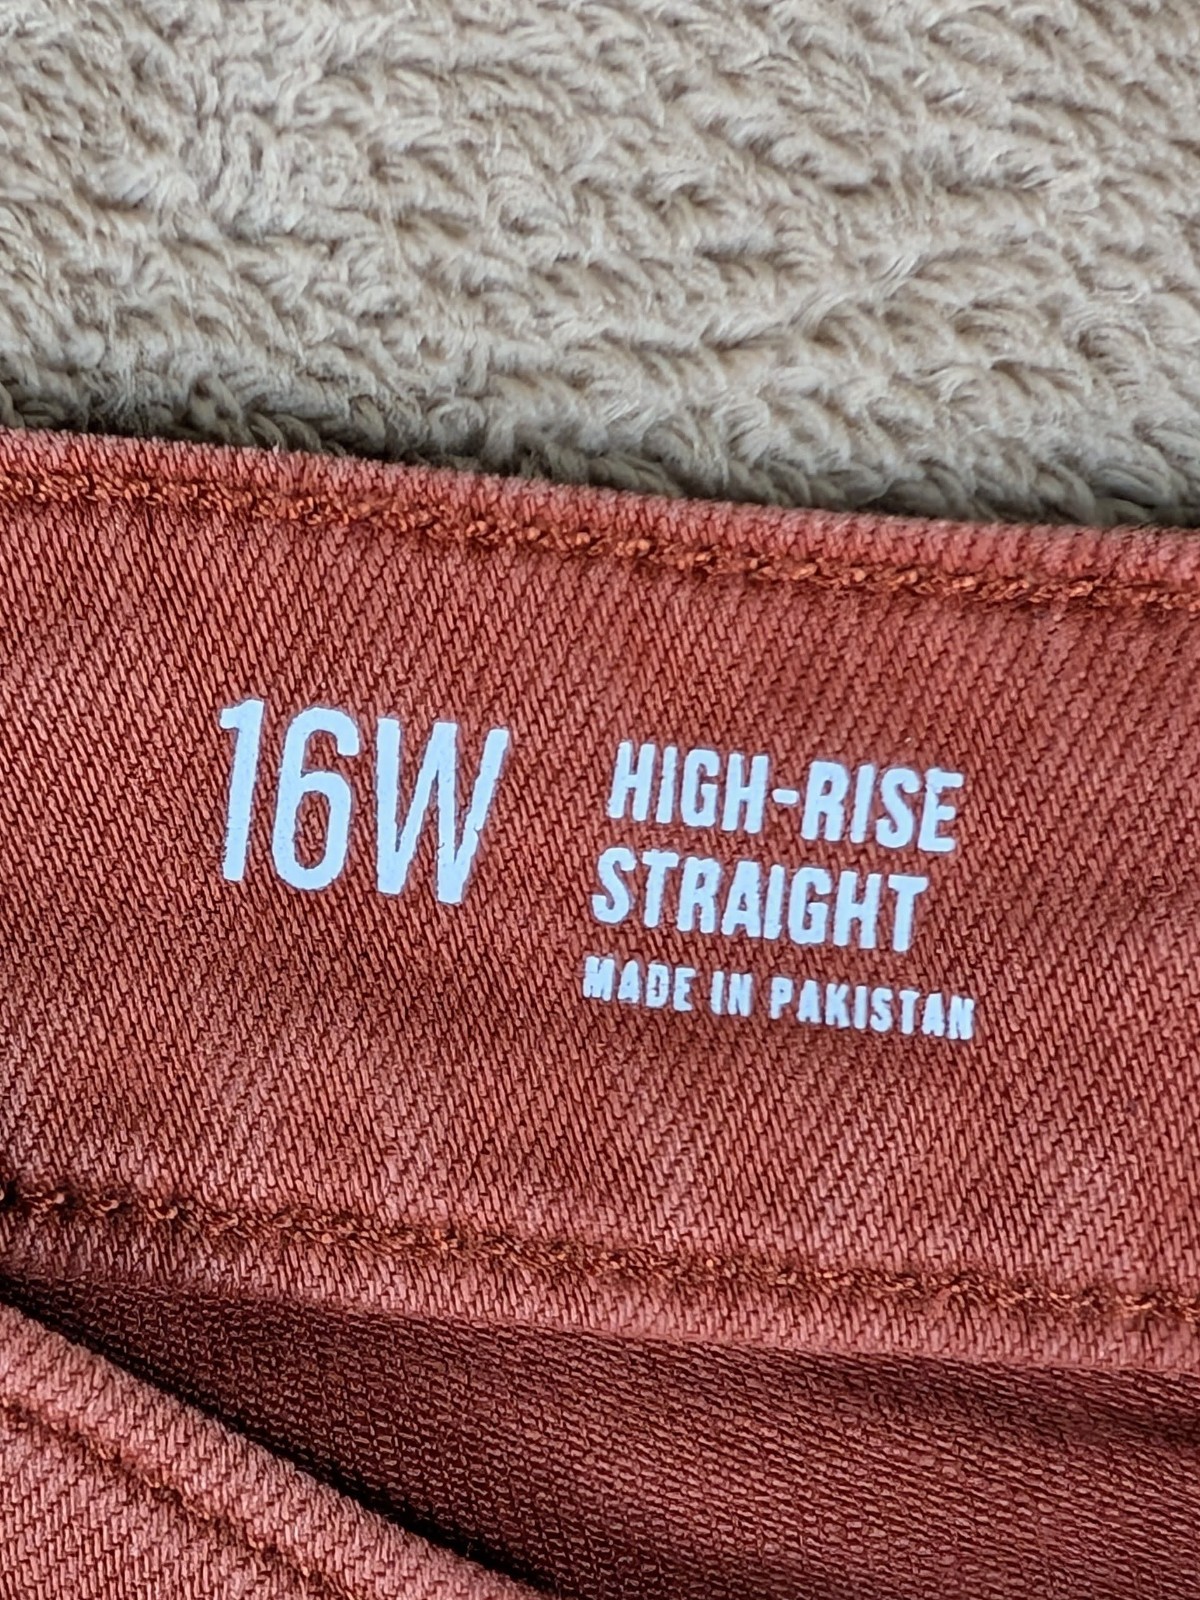 16W
HIGH-RISE
STRAIGHT
MADE IN PAKISTAN